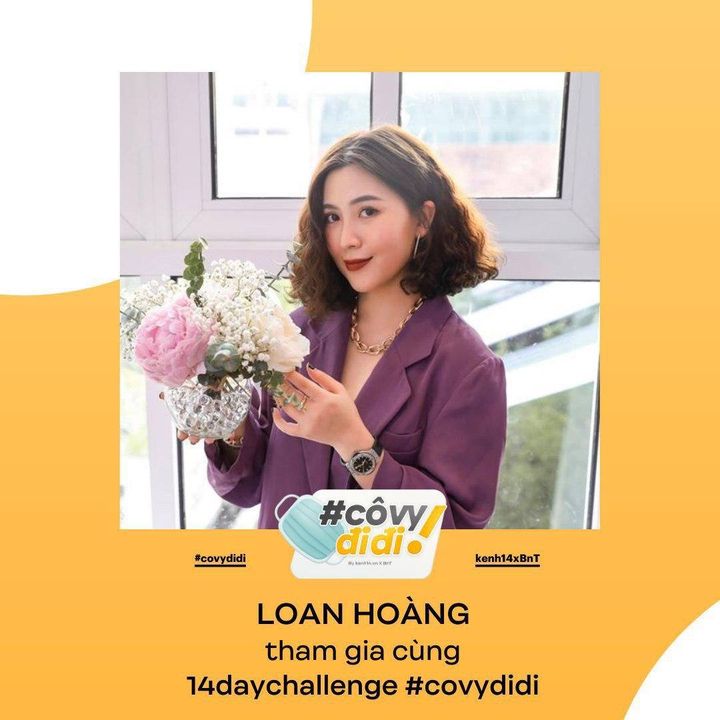 #côvy
đi đi!
By kenh14.vn X BnT
#covydidi
kenh14xBnT
LOAN HOÀNG
tham gia cùng
14daychallenge #covydidi